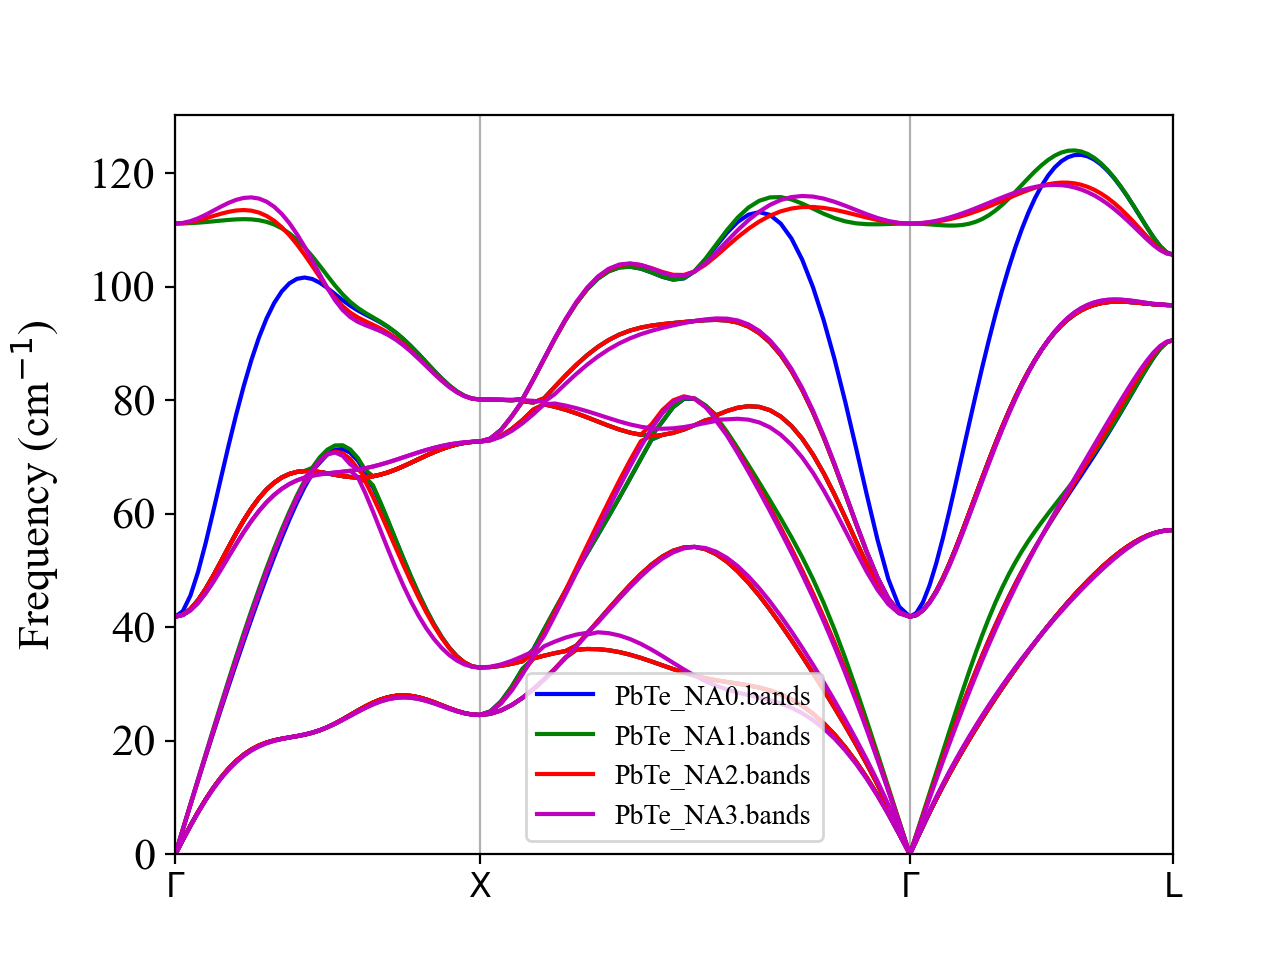 Frequency (cm⁻¹)
120
100
80
60
40
20
0
PbTe_NA0.bands
PbTe_NA1.bands
PbTe_NA2.bands
PbTe_NA3.bands
Γ X Γ L